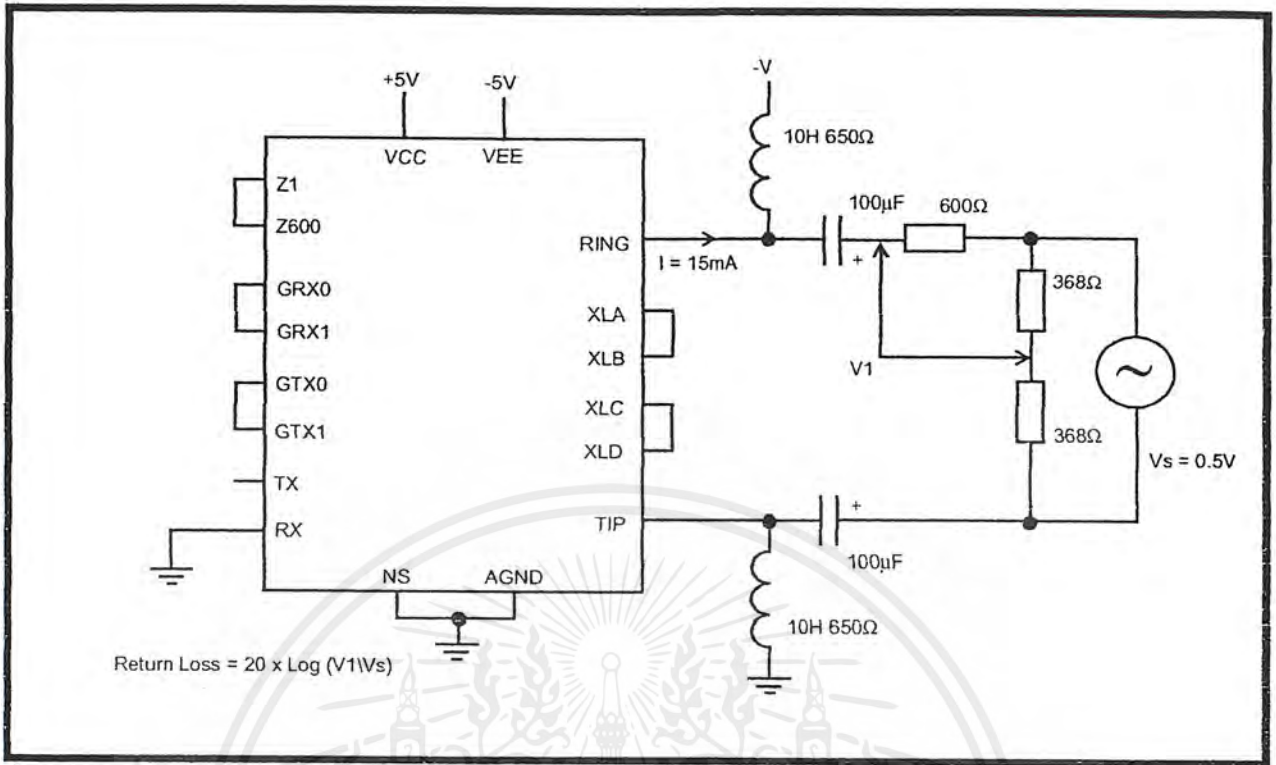 +5V
-5V
-V
VCC
VEE
10H 650Ω
Z1
Z600
100µF
600Ω
RING
I = 15mA
+
368Ω
GRX0
GRX1
XLA
XLB
V1
GTX0
GTX1
XLC
XLD
368Ω
Vs = 0.5V
TX
RX
TIP
+
100µF
NS
AGND
10H 650Ω
Return Loss = 20 x Log (V1\Vs)